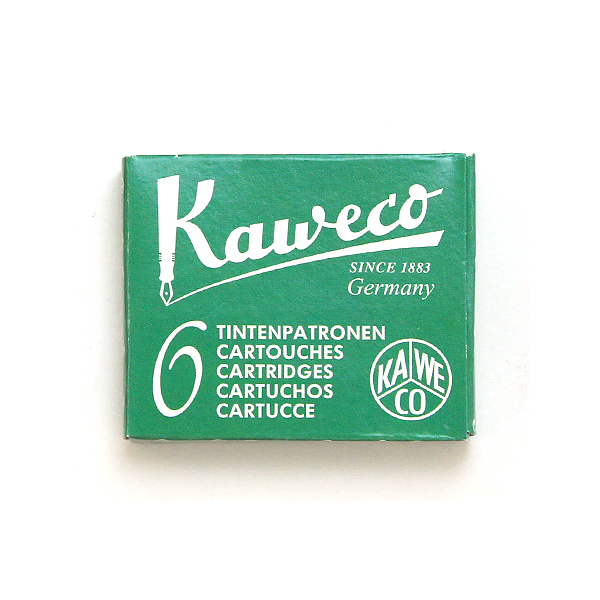 Kaweco
SINCE 1883
Germany
6
TINTENPATRONEN
CARTOUCHES
CARTRIDGES
CARTUCHOS
CARTUCCE
KA WE
CO